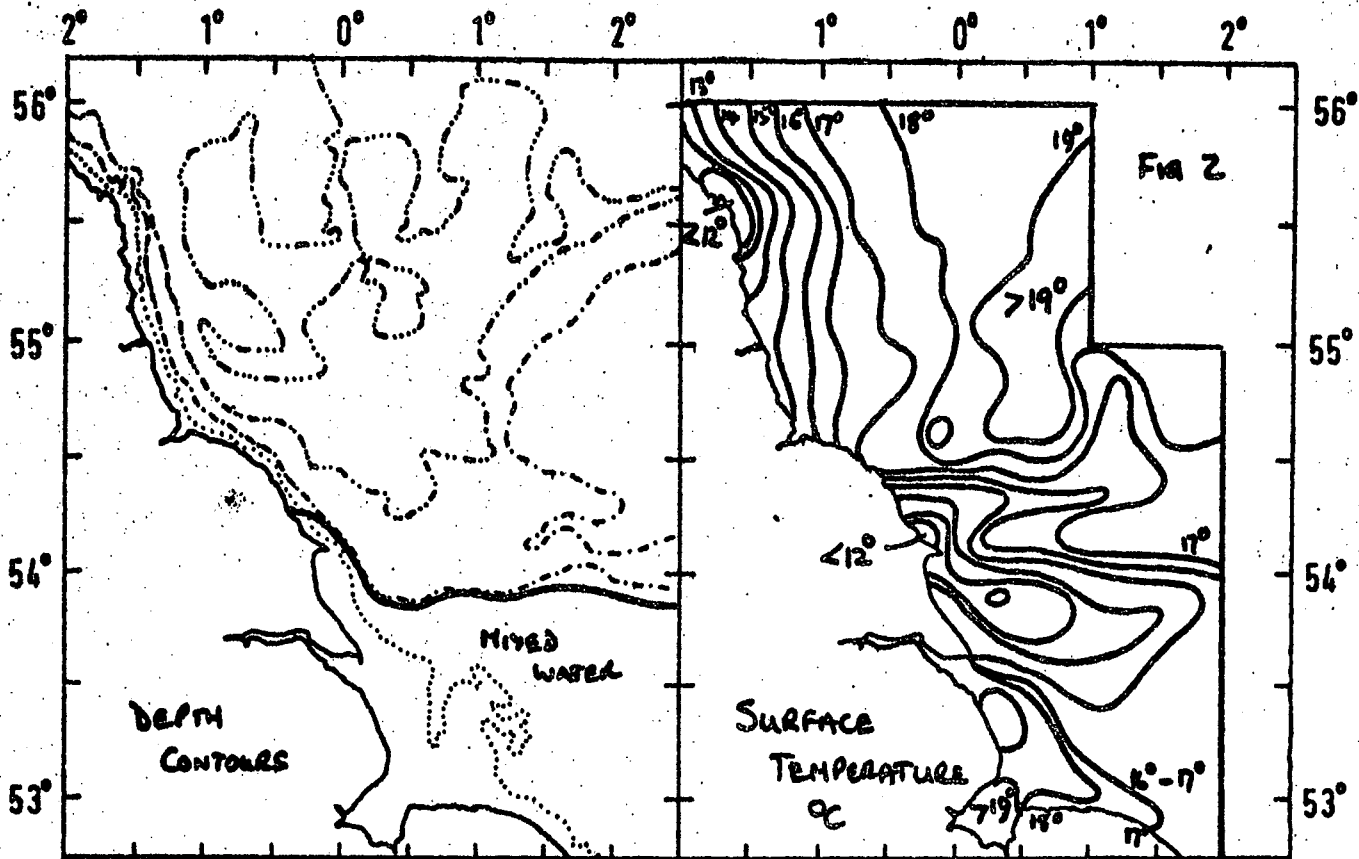 2° 1° 0° 1° 2° 1° 0° 1° 2°
56° 56°
55° 55°
54° 54°
53° 53°
MIXED
WATER
DEPTH
CONTOURS
13°
14 15° 16 17° 18° 19°
FIG 2
≥12°
>19°
<12°
17°
SURFACE
TEMPERATURE
°C
16°-17°
>19° 18° 17°